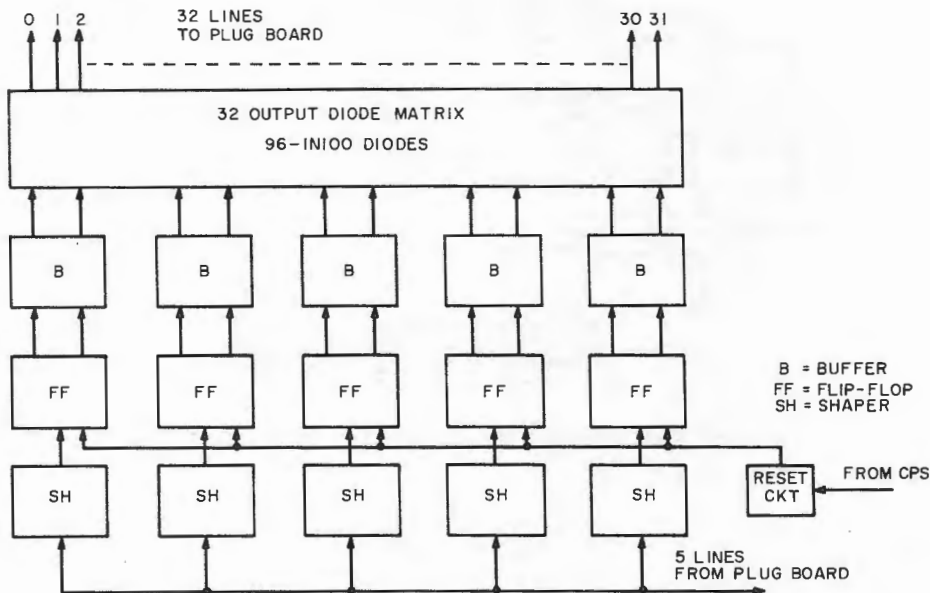 0 1 2 32 LINES 30 31
TO PLUG BOARD
32 OUTPUT DIODE MATRIX
96-IN100 DIODES
B B B B B
FF FF FF FF FF
B = BUFFER
FF = FLIP-FLOP
SH = SHAPER
SH SH SH SH SH
RESET
CKT
FROM CPS
5 LINES
FROM PLUG BOARD